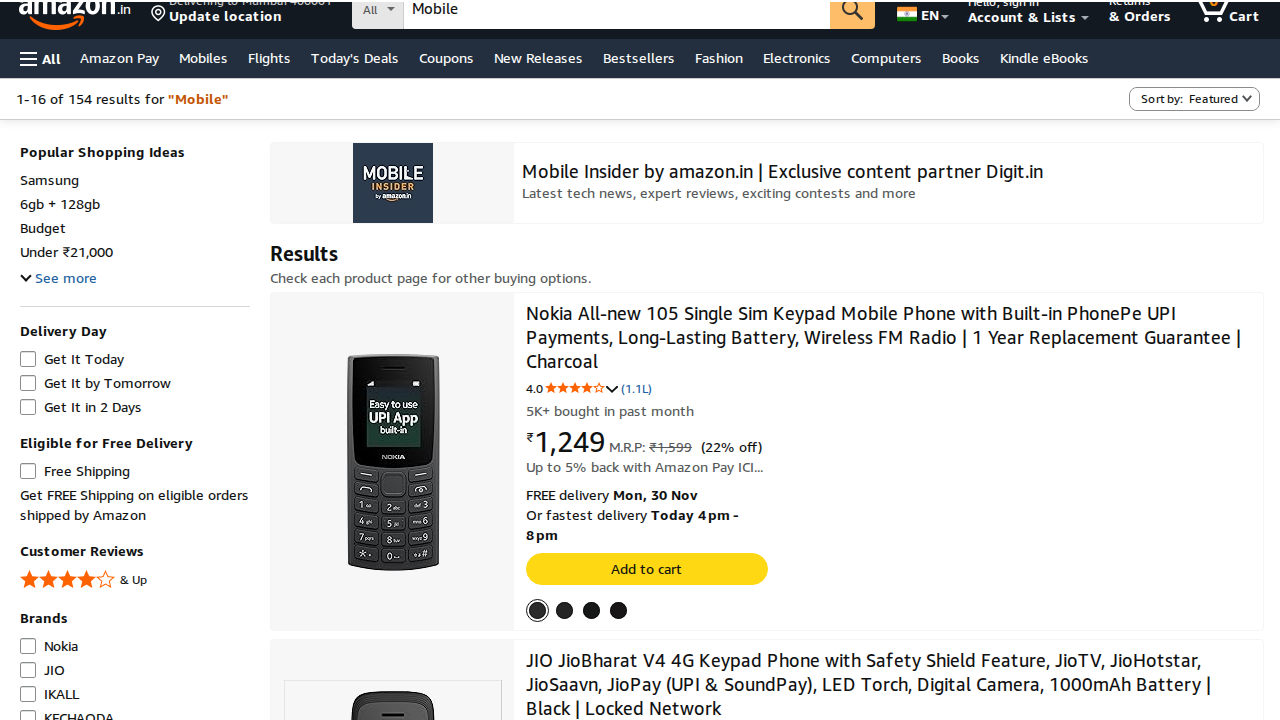 amazon.in
Delivering to Mumbai 400001
Update location
All
Mobile
EN
Hello, sign in
Account & Lists
Returns
& Orders
0
Cart
All
Amazon Pay
Mobiles
Flights
Today's Deals
Coupons
New Releases
Bestsellers
Fashion
Electronics
Computers
Books
Kindle eBooks
1-16 of 154 results for "Mobile"
Sort by: Featured
Popular Shopping Ideas
Samsung
6gb + 128gb
Budget
Under ₹21,000
See more
Delivery Day
Get It Today
Get It by Tomorrow
Get It in 2 Days
Eligible for Free Delivery
Free Shipping
Get FREE Shipping on eligible orders
shipped by Amazon
Customer Reviews
& Up
Brands
Nokia
JIO
IKALL
KECHAODA
MOBILE
INSIDER
by amazon.in
Mobile Insider by amazon.in | Exclusive content partner Digit.in
Latest tech news, expert reviews, exciting contests and more
Results
Check each product page for other buying options.
Easy to use
UPI App
built-in
NOKIA
Nokia All-new 105 Single Sim Keypad Mobile Phone with Built-in PhonePe UPI
Payments, Long-Lasting Battery, Wireless FM Radio | 1 Year Replacement Guarantee |
Charcoal
4.0 (1.1L)
5K+ bought in past month
₹1,249 M.R.P: ₹1,599 (22% off)
Up to 5% back with Amazon Pay ICI...
FREE delivery Mon, 30 Nov
Or fastest delivery Today 4 pm -
8 pm
Add to cart
JIO JioBharat V4 4G Keypad Phone with Safety Shield Feature, JioTV, JioHotstar,
JioSaavn, JioPay (UPI & SoundPay), LED Torch, Digital Camera, 1000mAh Battery |
Black | Locked Network